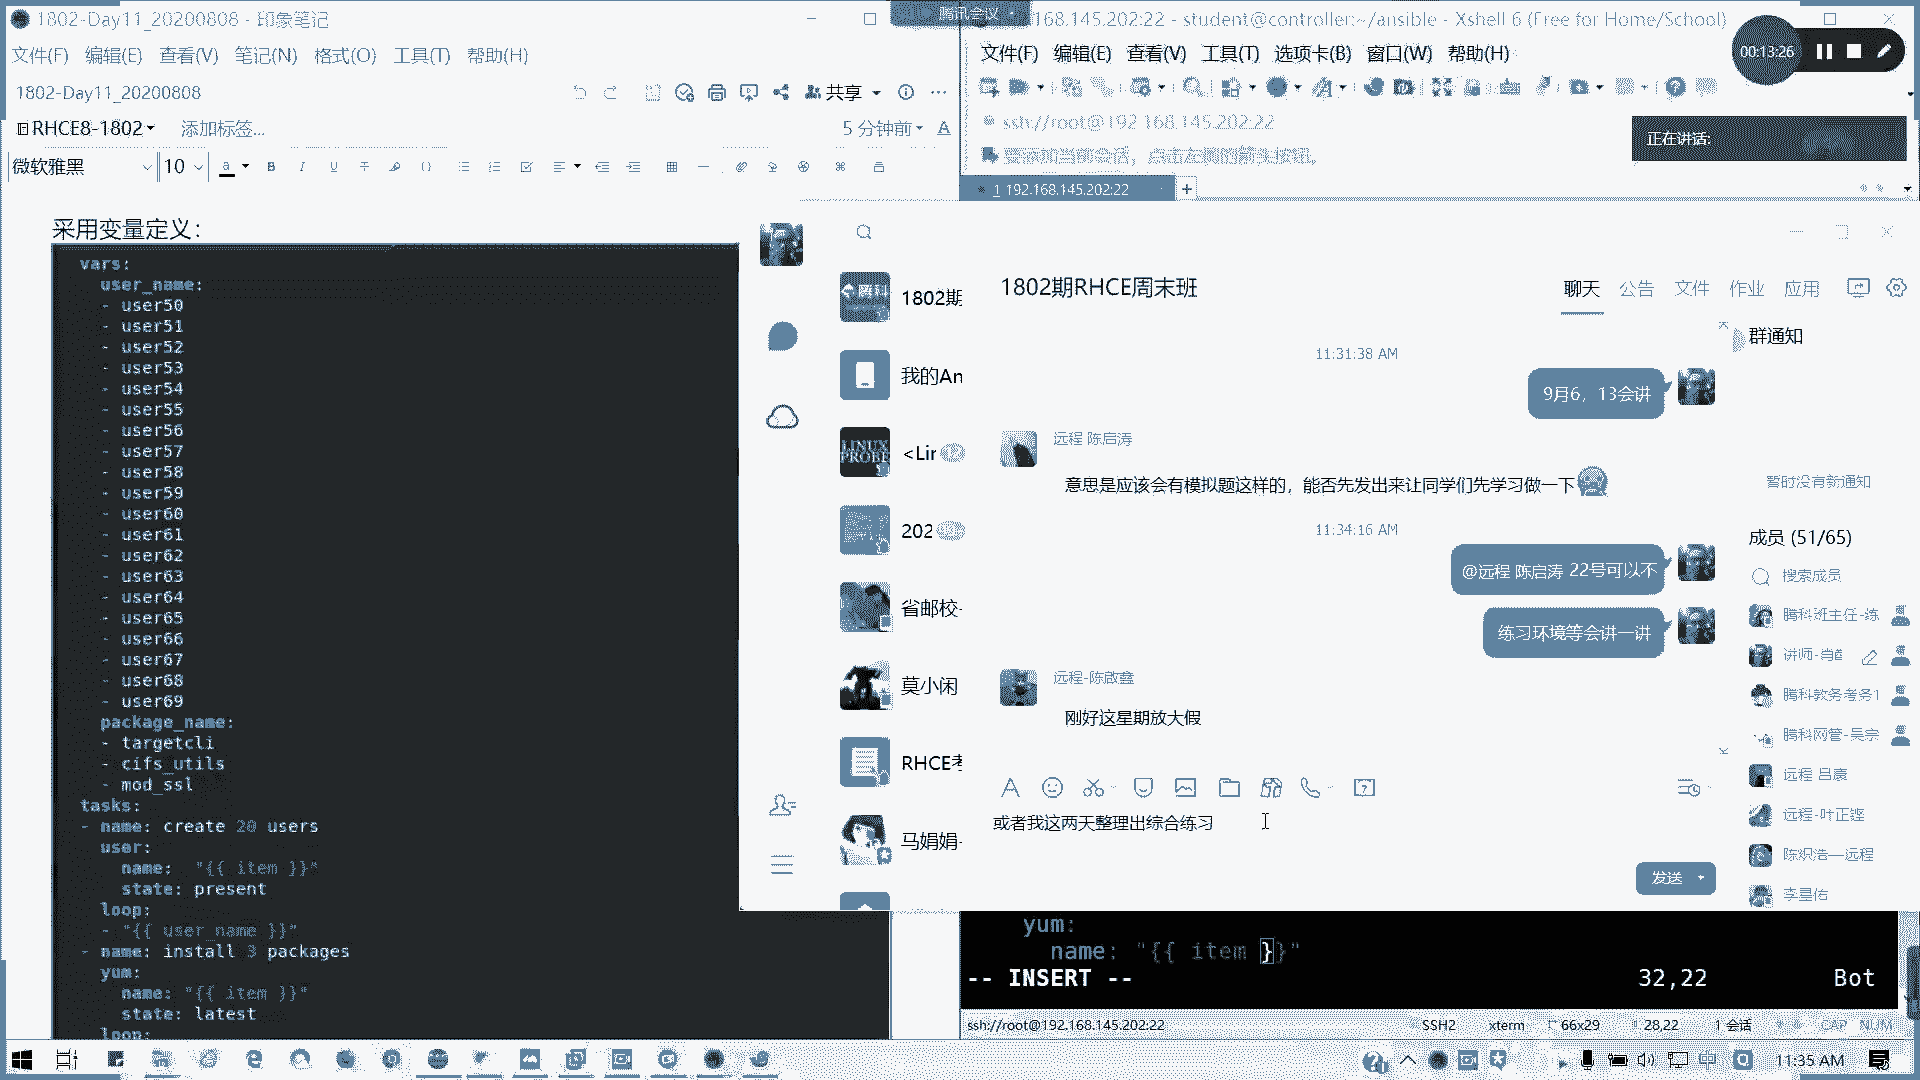 1802-Day11_20200808 - 印象笔记
文件(F) 编辑(E) 查看(V) 笔记(N) 格式(O) 工具(T) 帮助(H)
1802-Day11_20200808
共享
RHCE8-1802
添加标签...
5 分钟前
微软雅黑
10
采用变量定义：
vars:
user_name:
- user50
- user51
- user52
- user53
- user54
- user55
- user56
- user57
- user58
- user59
- user60
- user61
- user62
- user63
- user64
- user65
- user66
- user67
- user68
- user69
package_name:
- targetcli
- cifs_utils
- mod_ssl
tasks:
- name: create 20 users
user:
name: "{{ item }}"
state: present
loop:
- "{{ user_name }}"
- name: install 3 packages
yum:
name: "{{ item }}"
state: latest
loop:
腾讯会议
168.145.202:22 - student@controller:~/ansible - Xshell 6 (Free for Home/School)
文件(F) 编辑(E) 查看(V) 工具(T) 选项卡(B) 窗口(W) 帮助(H)
00:13:26
ssh://root@192.168.145.202:22
要添加当前会话，点击左侧的箭头按钮。
正在讲话:
1 192.168.145.202:22
1802期
我的An
<Lir
202
省邮校-
莫小闲
RHCE考
马娟娟-
1802期RHCE周末班
聊天 公告 文件 作业 应用
11:31:38 AM
9月6，13会讲
远程 陈启涛
意思是应该会有模拟题这样的，能否先发出来让同学们先学习做一下
11:34:16 AM
@远程 陈启涛 22号可以不
练习环境等会讲一讲
远程-陈啟鑫
刚好这星期放大假
或者我这两天整理出综合练习
发送
群通知
暂时没有新通知
成员 (51/65)
搜索成员
腾科班主任-练
讲师-肖
腾科教务考务1
腾科网管-吴宗
远程 吕豪
远程-叶正铿
陈炽浩—远程
李星佑
yum:
name: "{{ item }}"
-- INSERT --
32,22
Bot
ssh://root@192.168.145.202:22
SSH2
xterm
66x29
28,22
1 会话
CAP NUM
中
11:35 AM